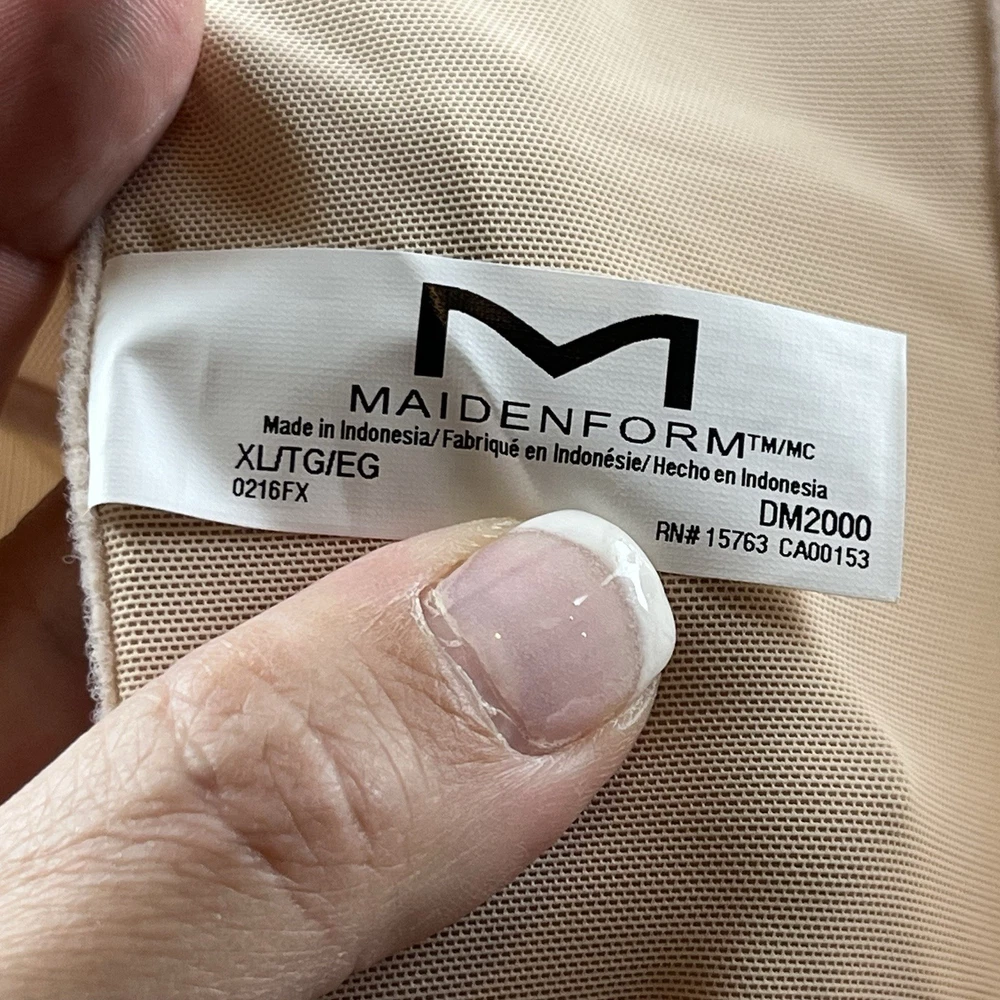 M
MAIDENFORM™/MC
Made in Indonesia/Fabriqué en Indonésie/Hecho en Indonesia
XL/TG/EG
0216FX
DM2000
RN# 15763 CA00153